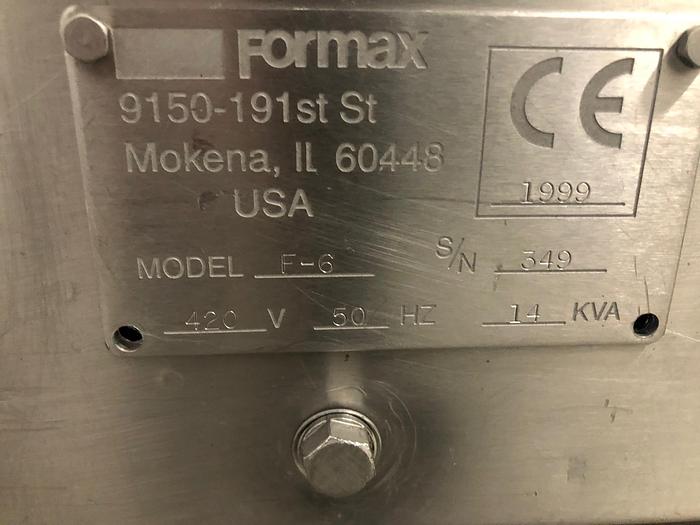 Formax
9150-191st St
Mokena, IL 60448
USA
CE
1999
MODEL F-6
S/N 349
420 V 50 HZ 14 KVA